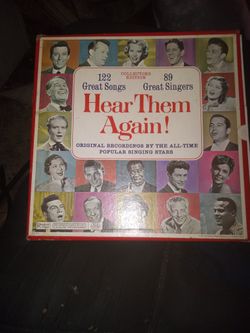 COLLECTORS
EDITION
122
Great Songs
89
Great Singers
Hear Them
Again!
ORIGINAL RECORDINGS BY THE ALL-TIME
POPULAR SINGING STARS